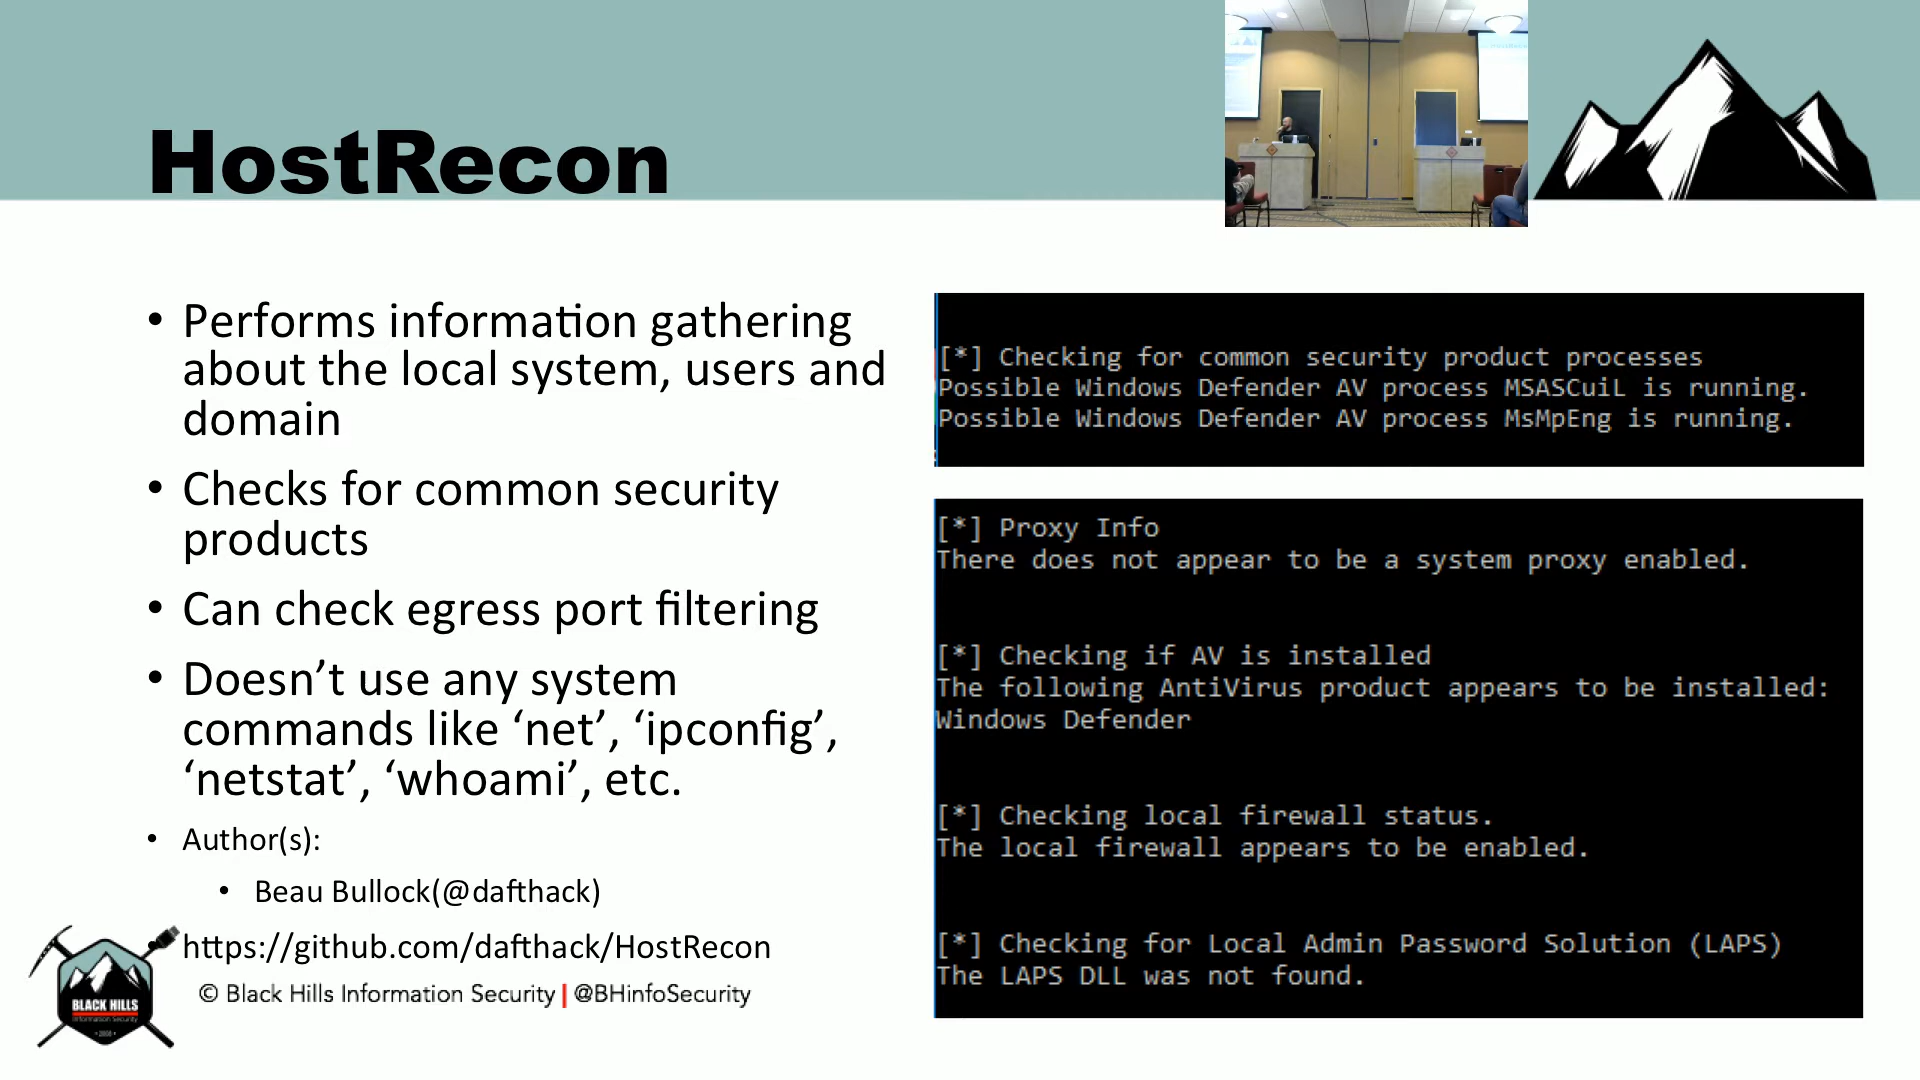 HostRecon
• Performs information gathering
about the local system, users and
domain
• Checks for common security
products
• Can check egress port filtering
• Doesn’t use any system
commands like ‘net’, ‘ipconfig’,
‘netstat’, ‘whoami’, etc.
• Author(s):
• Beau Bullock(@dafthack)
• https://github.com/dafthack/HostRecon
© Black Hills Information Security | @BHinfoSecurity
BLACK HILLS
Information Security
• 2008 •
[*] Checking for common security product processes
Possible Windows Defender AV process MSASCuiL is running.
Possible Windows Defender AV process MsMpEng is running.
[*] Proxy Info
There does not appear to be a system proxy enabled.
[*] Checking if AV is installed
The following AntiVirus product appears to be installed:
Windows Defender
[*] Checking local firewall status.
The local firewall appears to be enabled.
[*] Checking for Local Admin Password Solution (LAPS)
The LAPS DLL was not found.